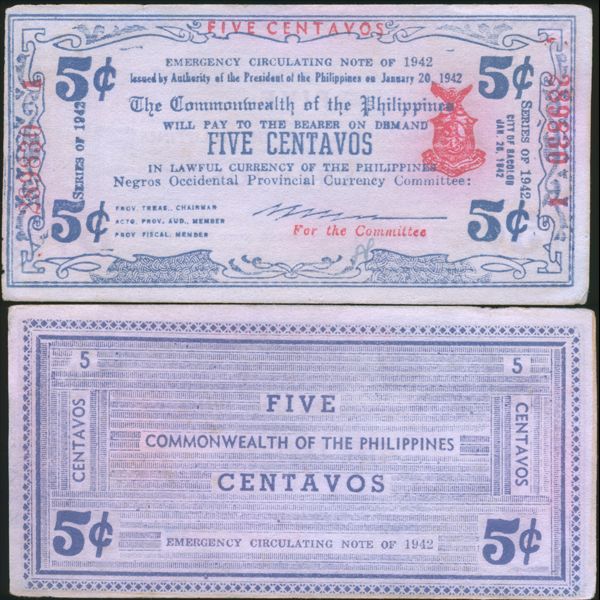 FIVE CENTAVOS
EMERGENCY CIRCULATING NOTE OF 1942
Issued by Authority of the President of the Philippines on January 20, 1942
5¢
5¢
The Commonwealth of the Philippines
WILL PAY TO THE BEARER ON DEMAND
FIVE CENTAVOS
IN LAWFUL CURRENCY OF THE PHILIPPINES
Negros Occidental Provincial Currency Committee:
SERIES OF 1942
SERIES OF 1942
CITY OF BACOLOD
JAN. 26, 1942
289830 Y
PROV. TREAS., CHAIRMAN
ACTG. PROV. AUD., MEMBER
PROV FISCAL, MEMBER
For the Committee
5¢
5¢
5
5
FIVE
COMMONWEALTH OF THE PHILIPPINES
CENTAVOS
CENTAVOS
CENTAVOS
5¢
EMERGENCY CIRCULATING NOTE OF 1942
5¢